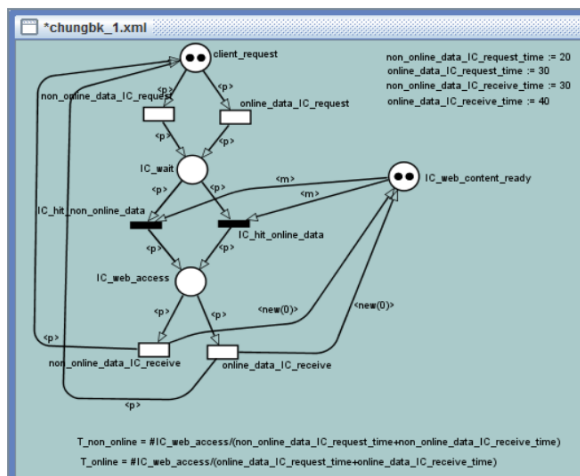 *chungbk_1.xml
client_request
non_online_data_IC_request_time := 20
online_data_IC_request_time := 30
non_online_data_IC_receive_time := 30
online_data_IC_receive_time := 40
<p>
<p>
non_online_data_IC_request
online_data_IC_request
<p>
<p>
IC_wait
<m>
IC_web_content_ready
<p>
<p>
<m>
IC_hit_non_online_data
IC_hit_online_data
<p>
<p>
IC_web_access
<p>
<p>
<new(0)>
<new(0)>
<p>
non_online_data_IC_receive
online_data_IC_receive
<p>
T_non_online = #IC_web_access/(non_online_data_IC_request_time+non_online_data_IC_receive_time)
T_online = #IC_web_access/(online_data_IC_request_time+online_data_IC_receive_time)